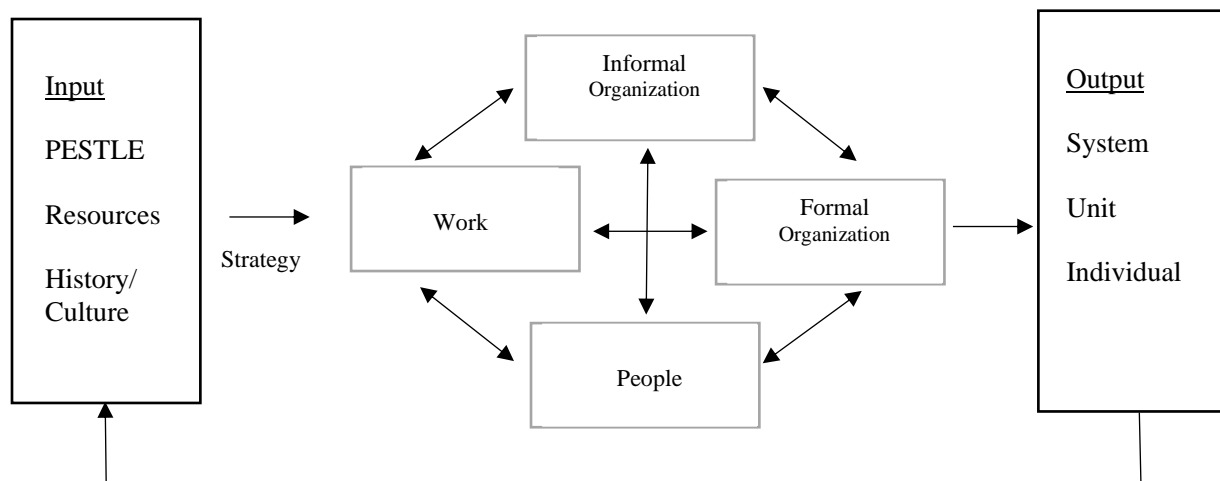 Input
PESTLE
Resources
History/
Culture
Strategy
Informal
Organization
Work
Formal
Organization
People
Output
System
Unit
Individual